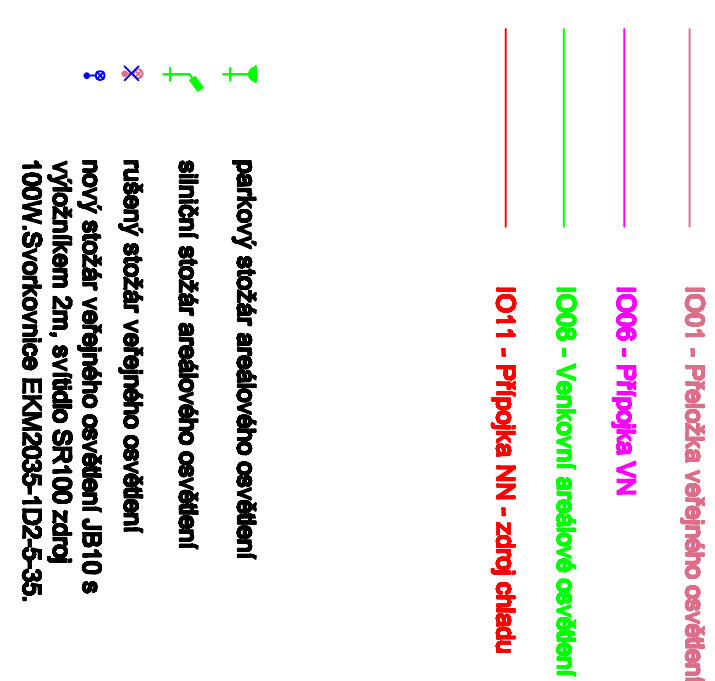 IO01 - Přeložka veřejného osvětlení
IO06 - Přípojka VN
IO08 - Venkovní areálové osvětlení
IO11 - Přípojka NN - zdroj chladu
parkový stožár areálového osvětlení
silniční stožár areálového osvětlení
rušený stožár veřejného osvětlení
nový stožár veřejného osvětlení JB10 s
výložníkem 2m, svítidlo SR100 zdroj
100W.Svorkovnice EKM2035-1D2-5-35.